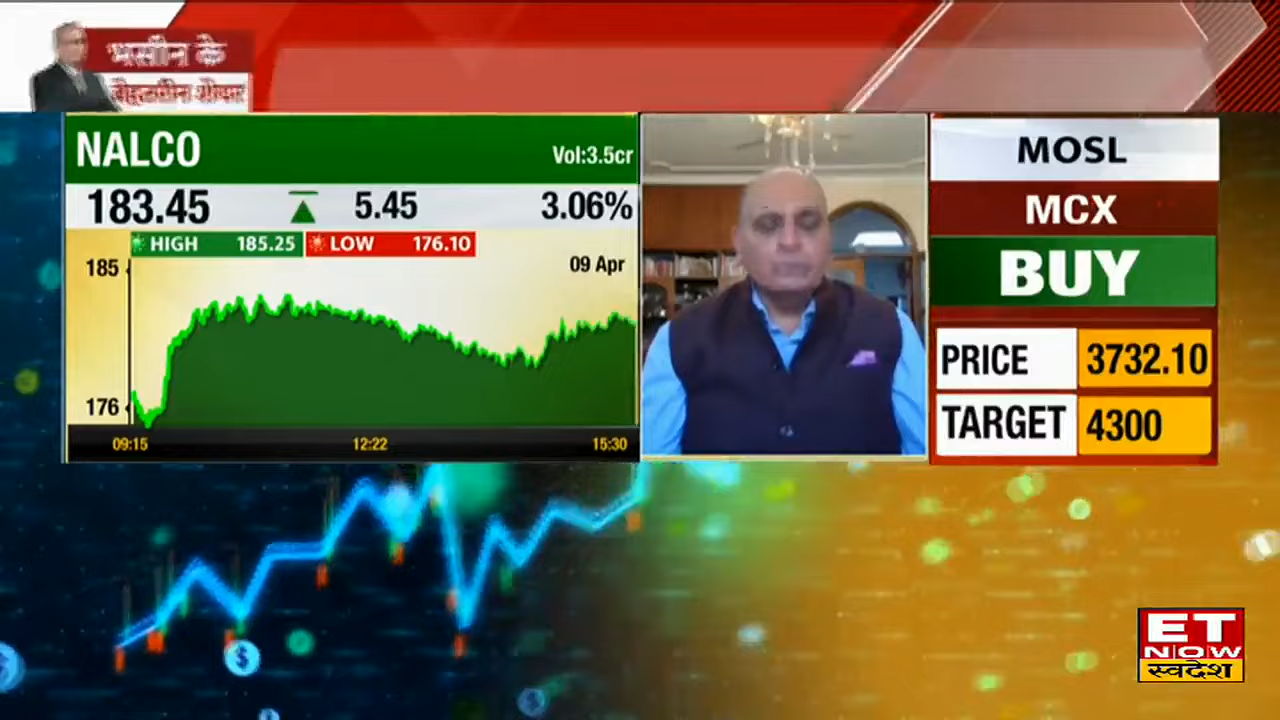 भसीन के
NALCO
Vol:3.5cr
183.45 5.45 3.06%
HIGH 185.25 LOW 176.10
185
09 Apr
176
09:15 12:22 15:30
MOSL
MCX
BUY
PRICE 3732.10
TARGET 4300
ET
NOW
स्वदेश